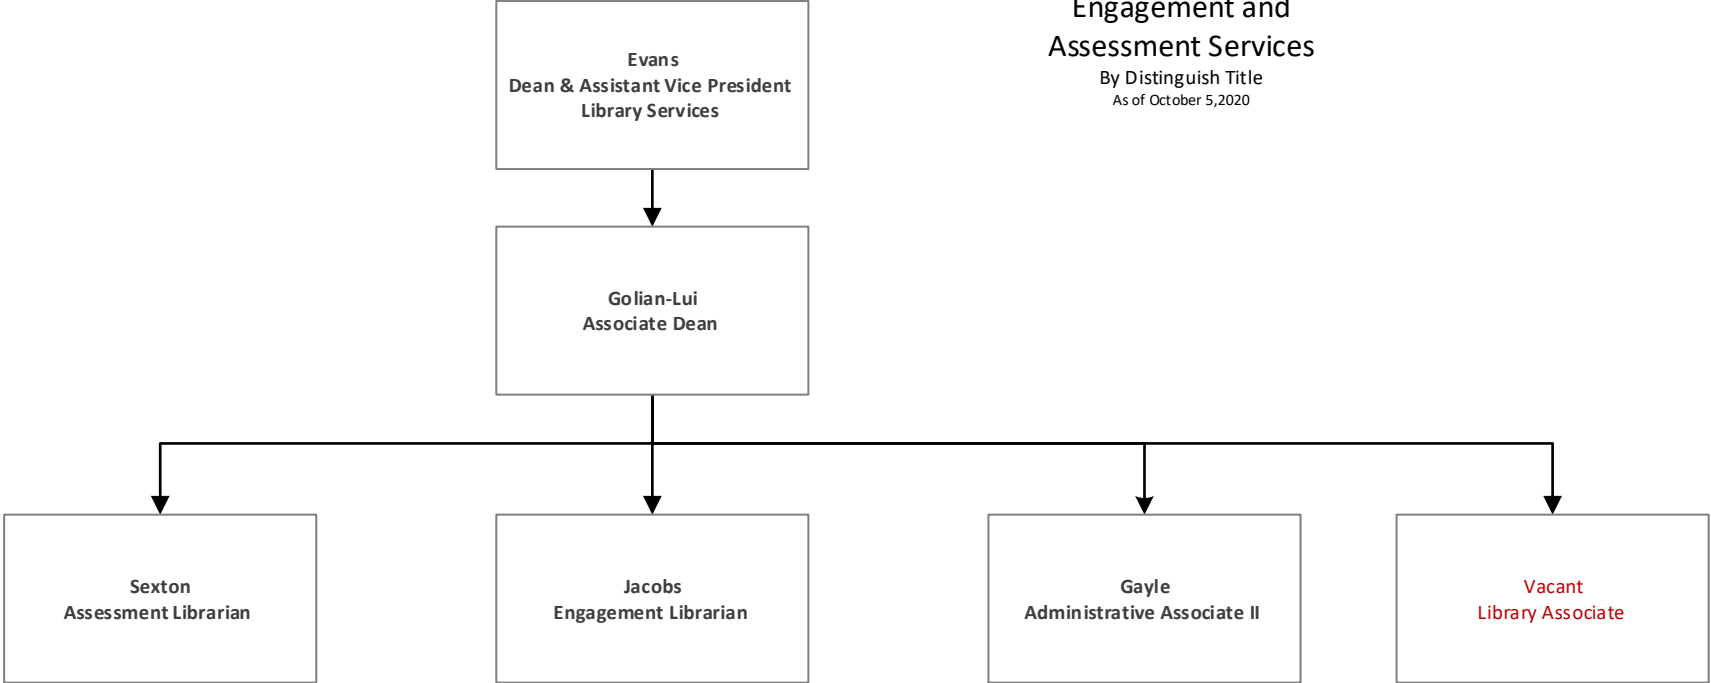 Engagement and
Assessment Services
By Distinguish Title
As of October 5,2020
Evans
Dean & Assistant Vice President
Library Services
Golian-Lui
Associate Dean
Sexton
Assessment Librarian
Jacobs
Engagement Librarian
Gayle
Administrative Associate II
Vacant
Library Associate